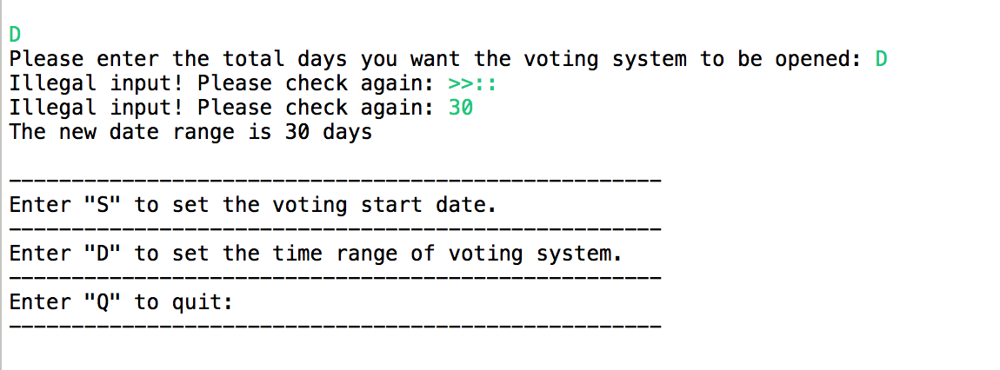 D
Please enter the total days you want the voting system to be opened: D
Illegal input! Please check again: >>::
Illegal input! Please check again: 30
The new date range is 30 days
----------------------------------------------------
Enter "S" to set the voting start date.
----------------------------------------------------
Enter "D" to set the time range of voting system.
----------------------------------------------------
Enter "Q" to quit:
----------------------------------------------------